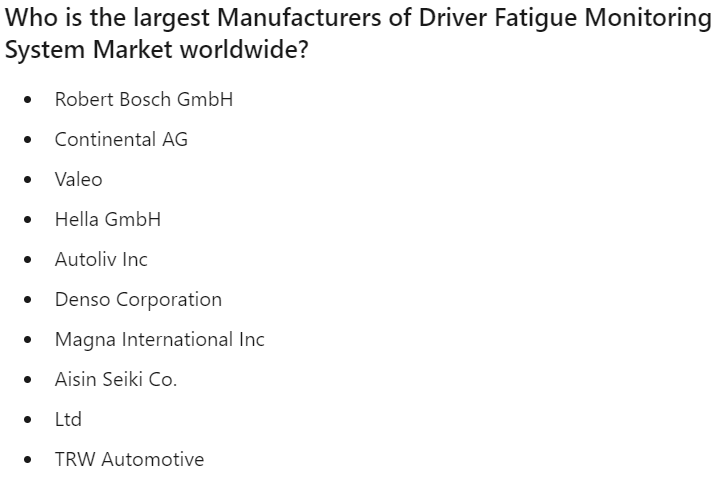 Who is the largest Manufacturers of Driver Fatigue Monitoring
System Market worldwide?
• Robert Bosch GmbH
• Continental AG
• Valeo
• Hella GmbH
• Autoliv Inc
• Denso Corporation
• Magna International Inc
• Aisin Seiki Co.
• Ltd
• TRW Automotive